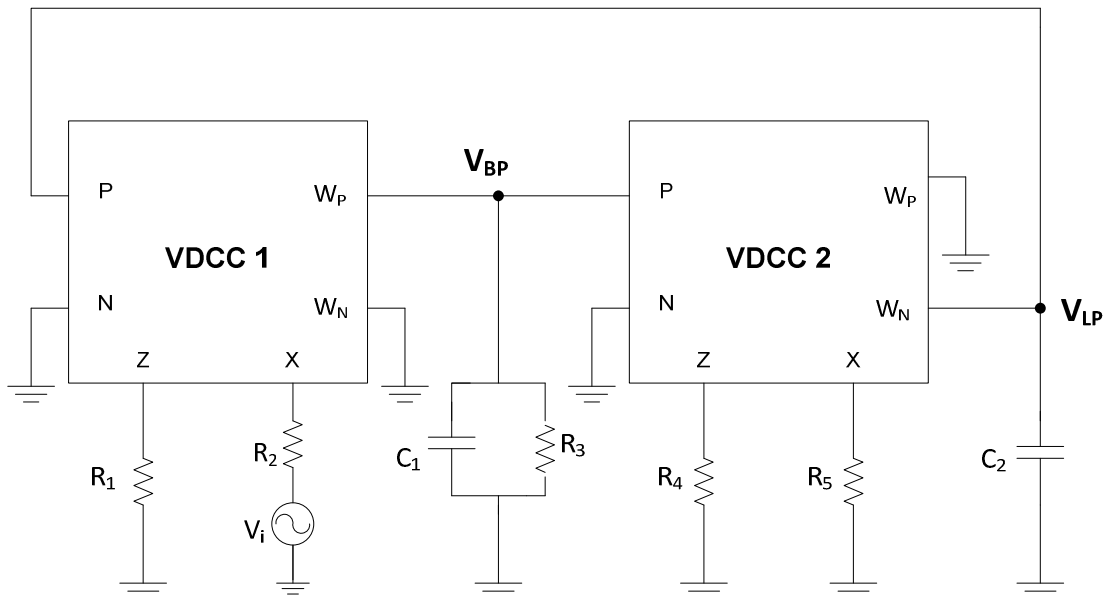 V_BP
P
W_P
VDCC 1
N
W_N
Z
X
P
W_P
VDCC 2
N
W_N
Z
X
V_LP
R_1
R_2
V_i
C_1
R_3
R_4
R_5
C_2